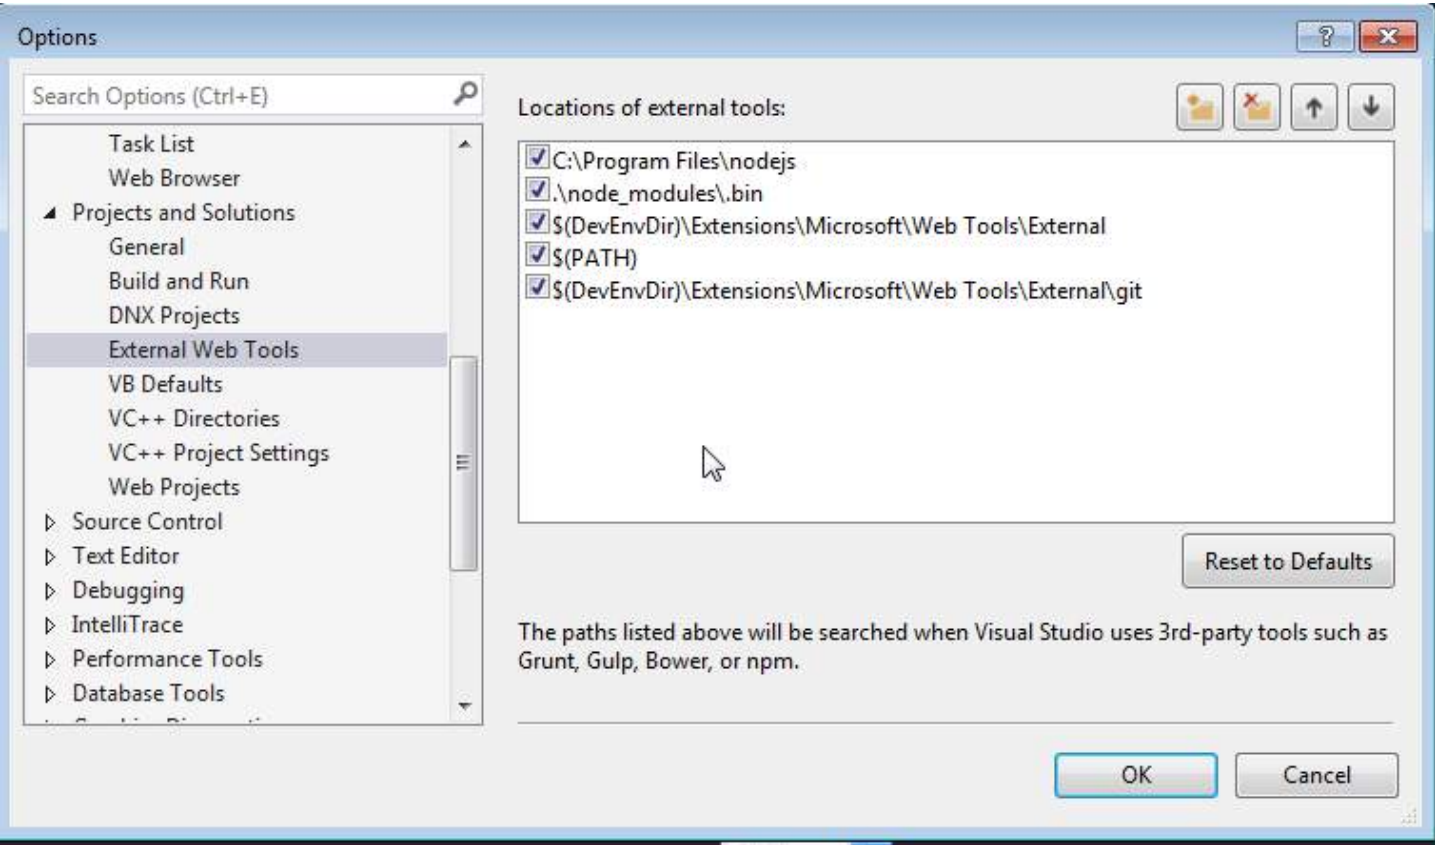 Options
Search Options (Ctrl+E)
Task List
Web Browser
Projects and Solutions
General
Build and Run
DNX Projects
External Web Tools
VB Defaults
VC++ Directories
VC++ Project Settings
Web Projects
Source Control
Text Editor
Debugging
IntelliTrace
Performance Tools
Database Tools
Locations of external tools:
C:\Program Files\nodejs
.\node_modules\.bin
$(DevEnvDir)\Extensions\Microsoft\Web Tools\External
$(PATH)
$(DevEnvDir)\Extensions\Microsoft\Web Tools\External\git
Reset to Defaults
The paths listed above will be searched when Visual Studio uses 3rd-party tools such as
Grunt, Gulp, Bower, or npm.
OK
Cancel